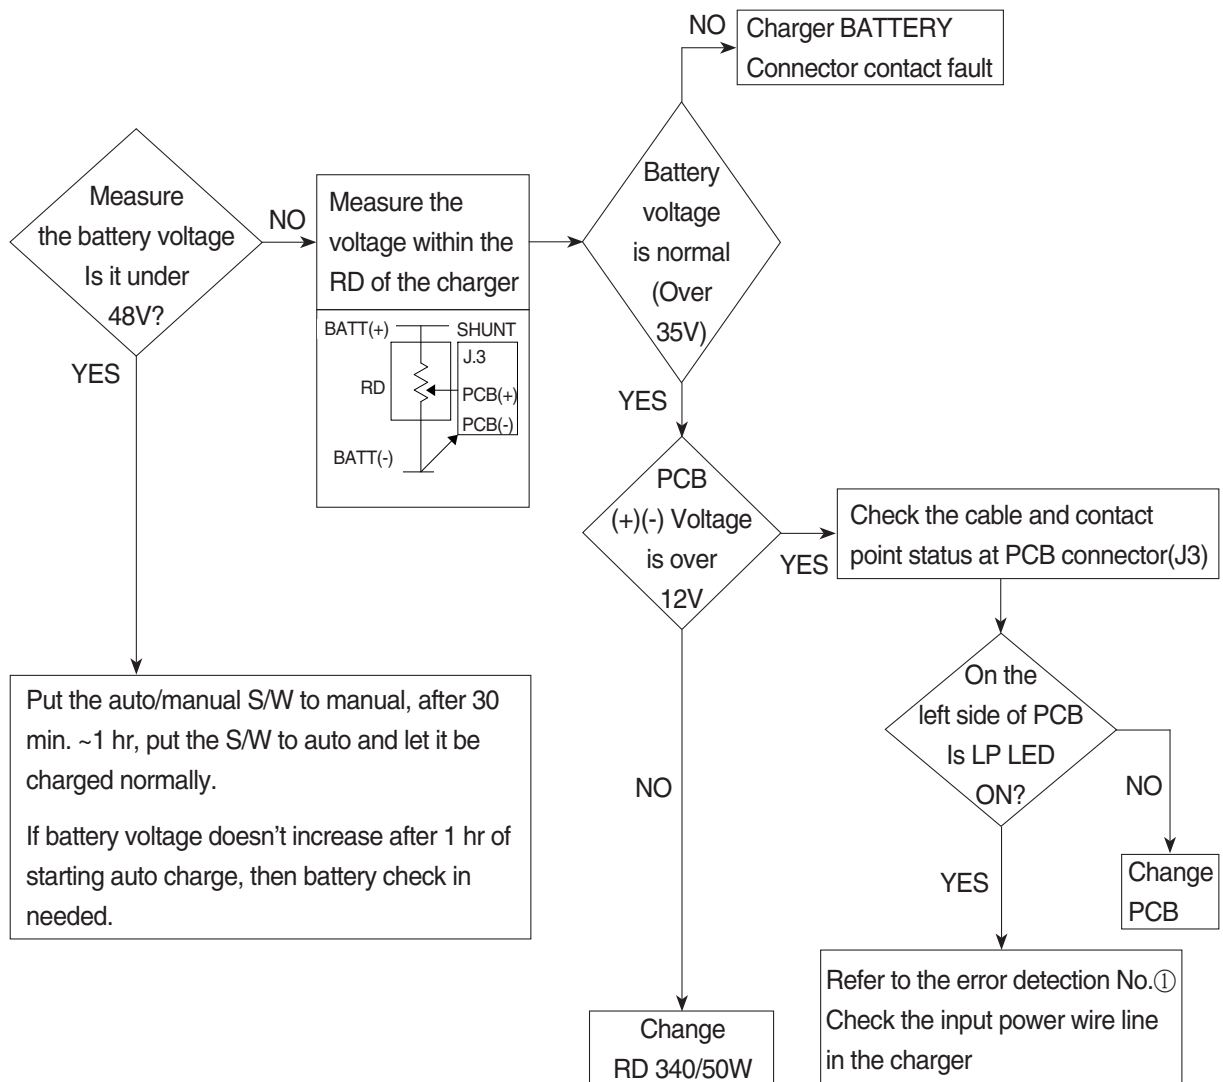 Measure
the battery voltage
Is it under
48V?
NO
YES
Put the auto/manual S/W to manual, after 30
min. ~1 hr, put the S/W to auto and let it be
charged normally.
If battery voltage doesn't increase after 1 hr of
starting auto charge, then battery check in
needed.
Measure the
voltage within the
RD of the charger
BATT(+)
SHUNT
J.3
RD
PCB(+)
PCB(-)
BATT(-)
Battery
voltage
is normal
(Over
35V)
NO
Charger BATTERY
Connector contact fault
YES
PCB
(+)(-) Voltage
is over
12V
NO
Change
RD 340/50W
YES
Check the cable and contact
point status at PCB connector(J3)
On the
left side of PCB
Is LP LED
ON?
NO
Change
PCB
YES
Refer to the error detection No.①
Check the input power wire line
in the charger